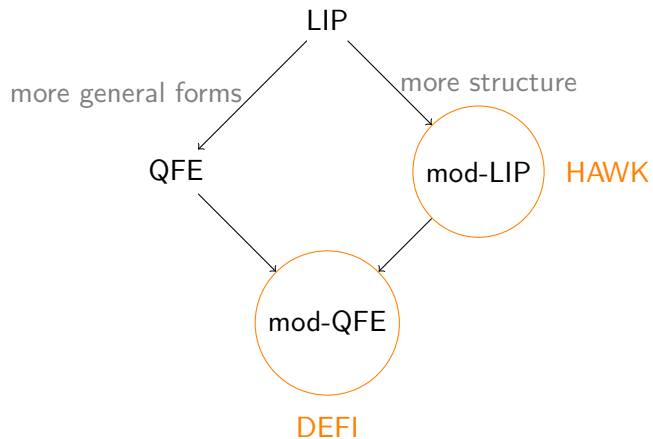 LIP
more general forms
more structure
QFE
mod-LIP
HAWK
mod-QFE
DEFI